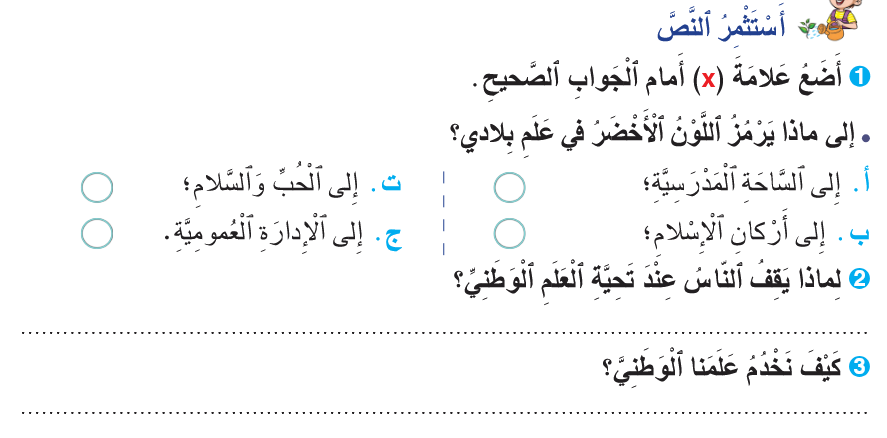 أَسْتَثْمِرُ ٱلنَّصَّ
1 أَضَعُ عَلامَةَ (x) أَمام ٱلْجَوابِ ٱلصَّحيحِ.
• إلى ماذا يَرْمُزُ اللَّوْنُ ٱلْأَخْضَرُ في عَلَمِ بِلادي؟
أ. إِلى ٱلسَّاحَةِ ٱلْمَدْرَسِيَّةِ؛ ت. إِلى ٱلْحُبِّ وَٱلسَّلامِ؛
ب. إِلى أَرْكانِ ٱلْإِسْلامِ؛ ج. إِلى ٱلْإِدارَةِ ٱلْعُمومِيَّةِ.
2 لِماذا يَقِفُ ٱلنّاسُ عِنْدَ تَحِيَّةِ ٱلْعَلَمِ ٱلْوَطَنِيِّ؟
3 كَيْفَ نَخْدُمُ عَلَمَنا ٱلْوَطَنِيَّ؟